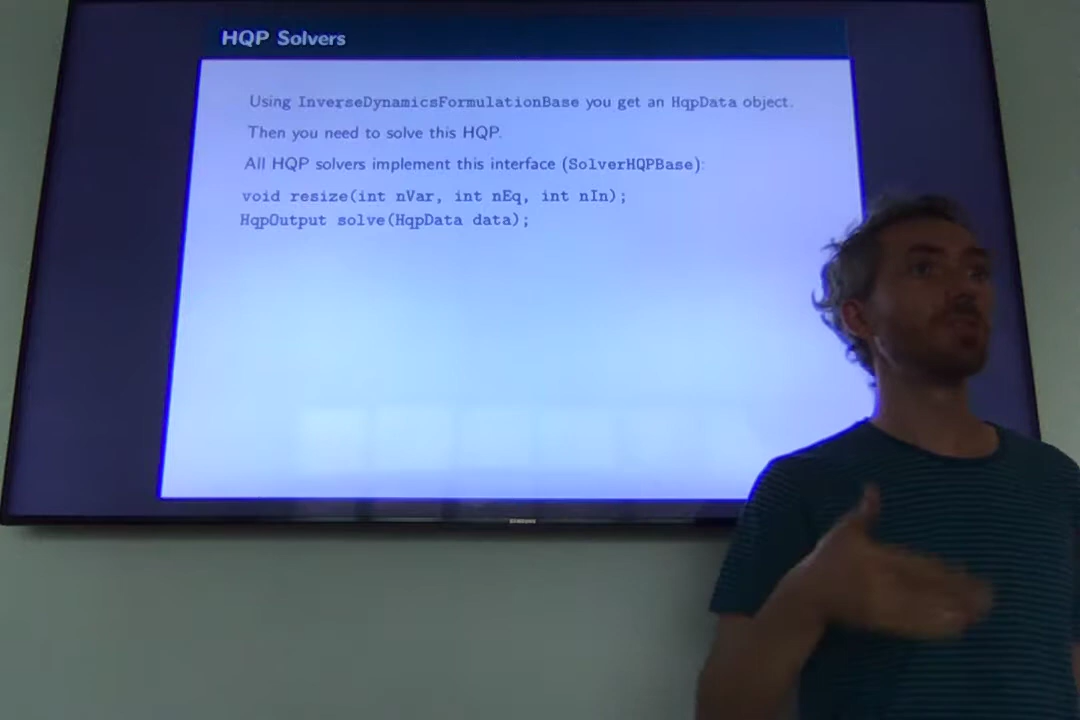 HQP Solvers
Using InverseDynamicsFormulationBase you get an HqpData object.
Then you need to solve this HQP.
All HQP solvers implement this interface (SolverHQPBase):
void resize(int nVar, int nEq, int nIn);
HqpOutput solve(HqpData data);
SAMSUNG